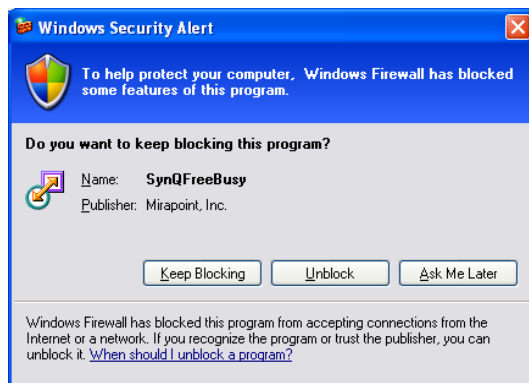 Windows Security Alert
To help protect your computer, Windows Firewall has blocked
some features of this program.
Do you want to keep blocking this program?
Name: SynQFreeBusy
Publisher: Mirapoint, Inc.
Keep Blocking Unblock Ask Me Later
Windows Firewall has blocked this program from accepting connections from the
Internet or a network. If you recognize the program or trust the publisher, you can
unblock it. When should I unblock a program?